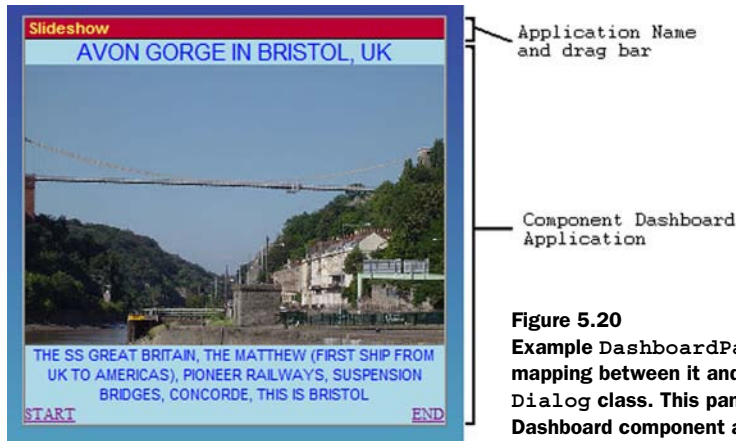 Slideshow
AVON GORGE IN BRISTOL, UK
THE SS GREAT BRITAIN, THE MATTHEW (FIRST SHIP FROM
UK TO AMERICAS), PIONEER RAILWAYS, SUSPENSION
BRIDGES, CONCORDE, THIS IS BRISTOL
START END
Application Name
and drag bar
Component Dashboard
Application
Figure 5.20
Example DashboardPa
mapping between it and
Dialog class. This pan
Dashboard component a